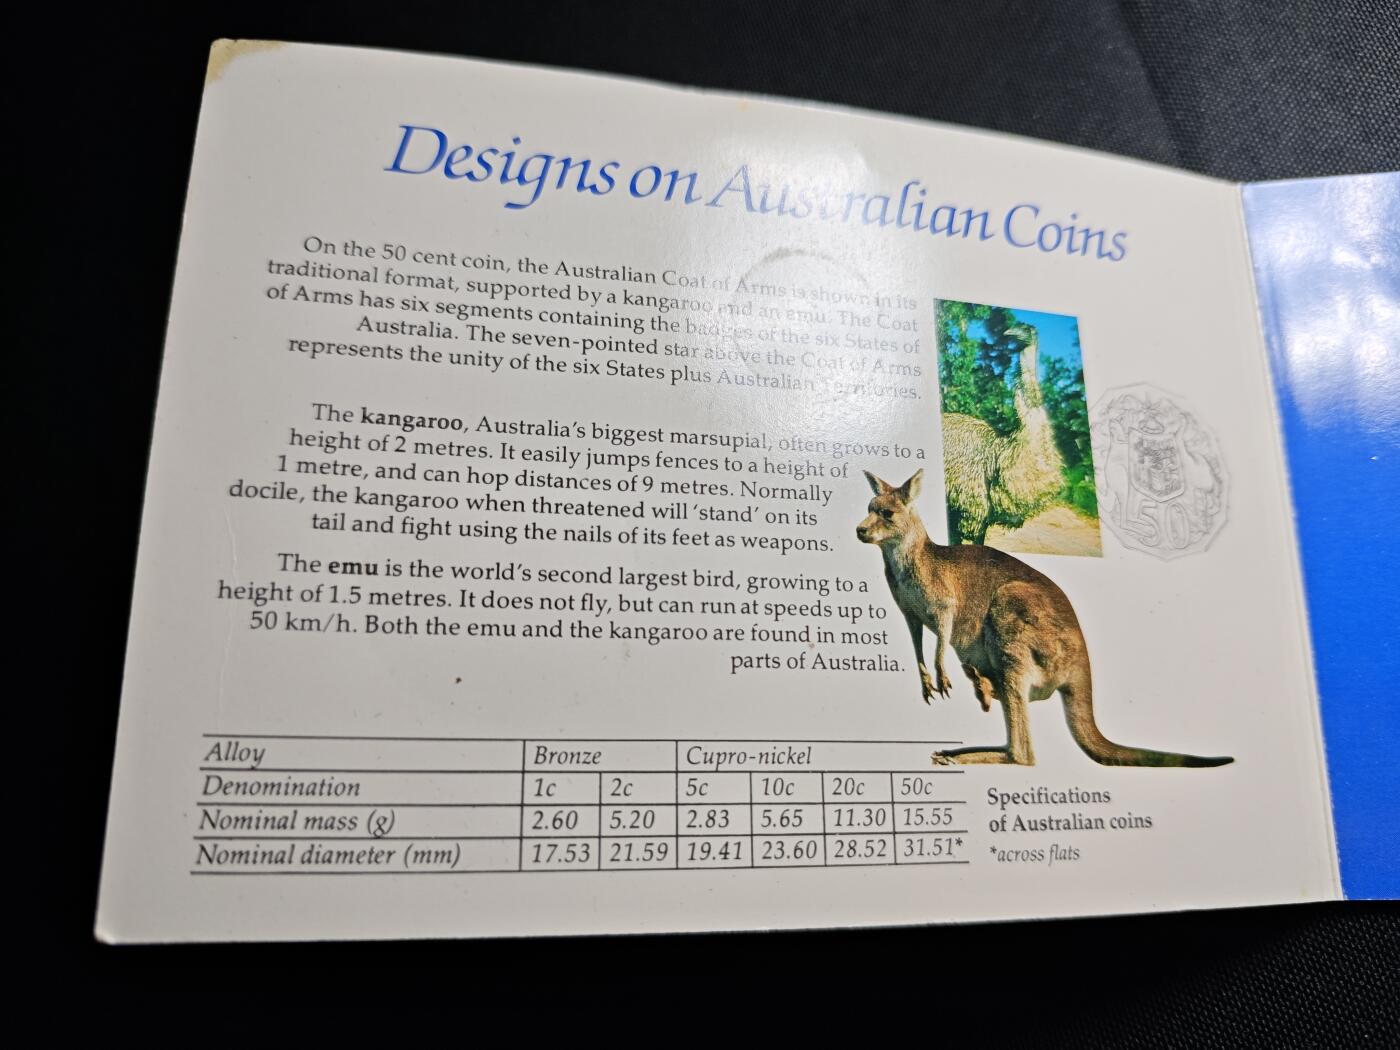 Designs on Australian Coins
On the 50 cent coin, the Australian Coat of Arms is shown in its
traditional format, supported by a kangaroo and an emu. The Coat
of Arms has six segments containing the badges of the six States of
Australia. The seven-pointed star above the Coat of Arms
represents the unity of the six States plus Australian Territories.
The kangaroo, Australia's biggest marsupial, often grows to a
height of 2 metres. It easily jumps fences to a height of
1 metre, and can hop distances of 9 metres. Normally
docile, the kangaroo when threatened will 'stand' on its
tail and fight using the nails of its feet as weapons.
The emu is the world's second largest bird, growing to a
height of 1.5 metres. It does not fly, but can run at speeds up to
50 km/h. Both the emu and the kangaroo are found in most
parts of Australia.
50
Alloy Bronze Cupro-nickel
Denomination 1c 2c 5c 10c 20c 50c
Nominal mass (g) 2.60 5.20 2.83 5.65 11.30 15.55
Nominal diameter (mm) 17.53 21.59 19.41 23.60 28.52 31.51*
Specifications
of Australian coins
*across flats